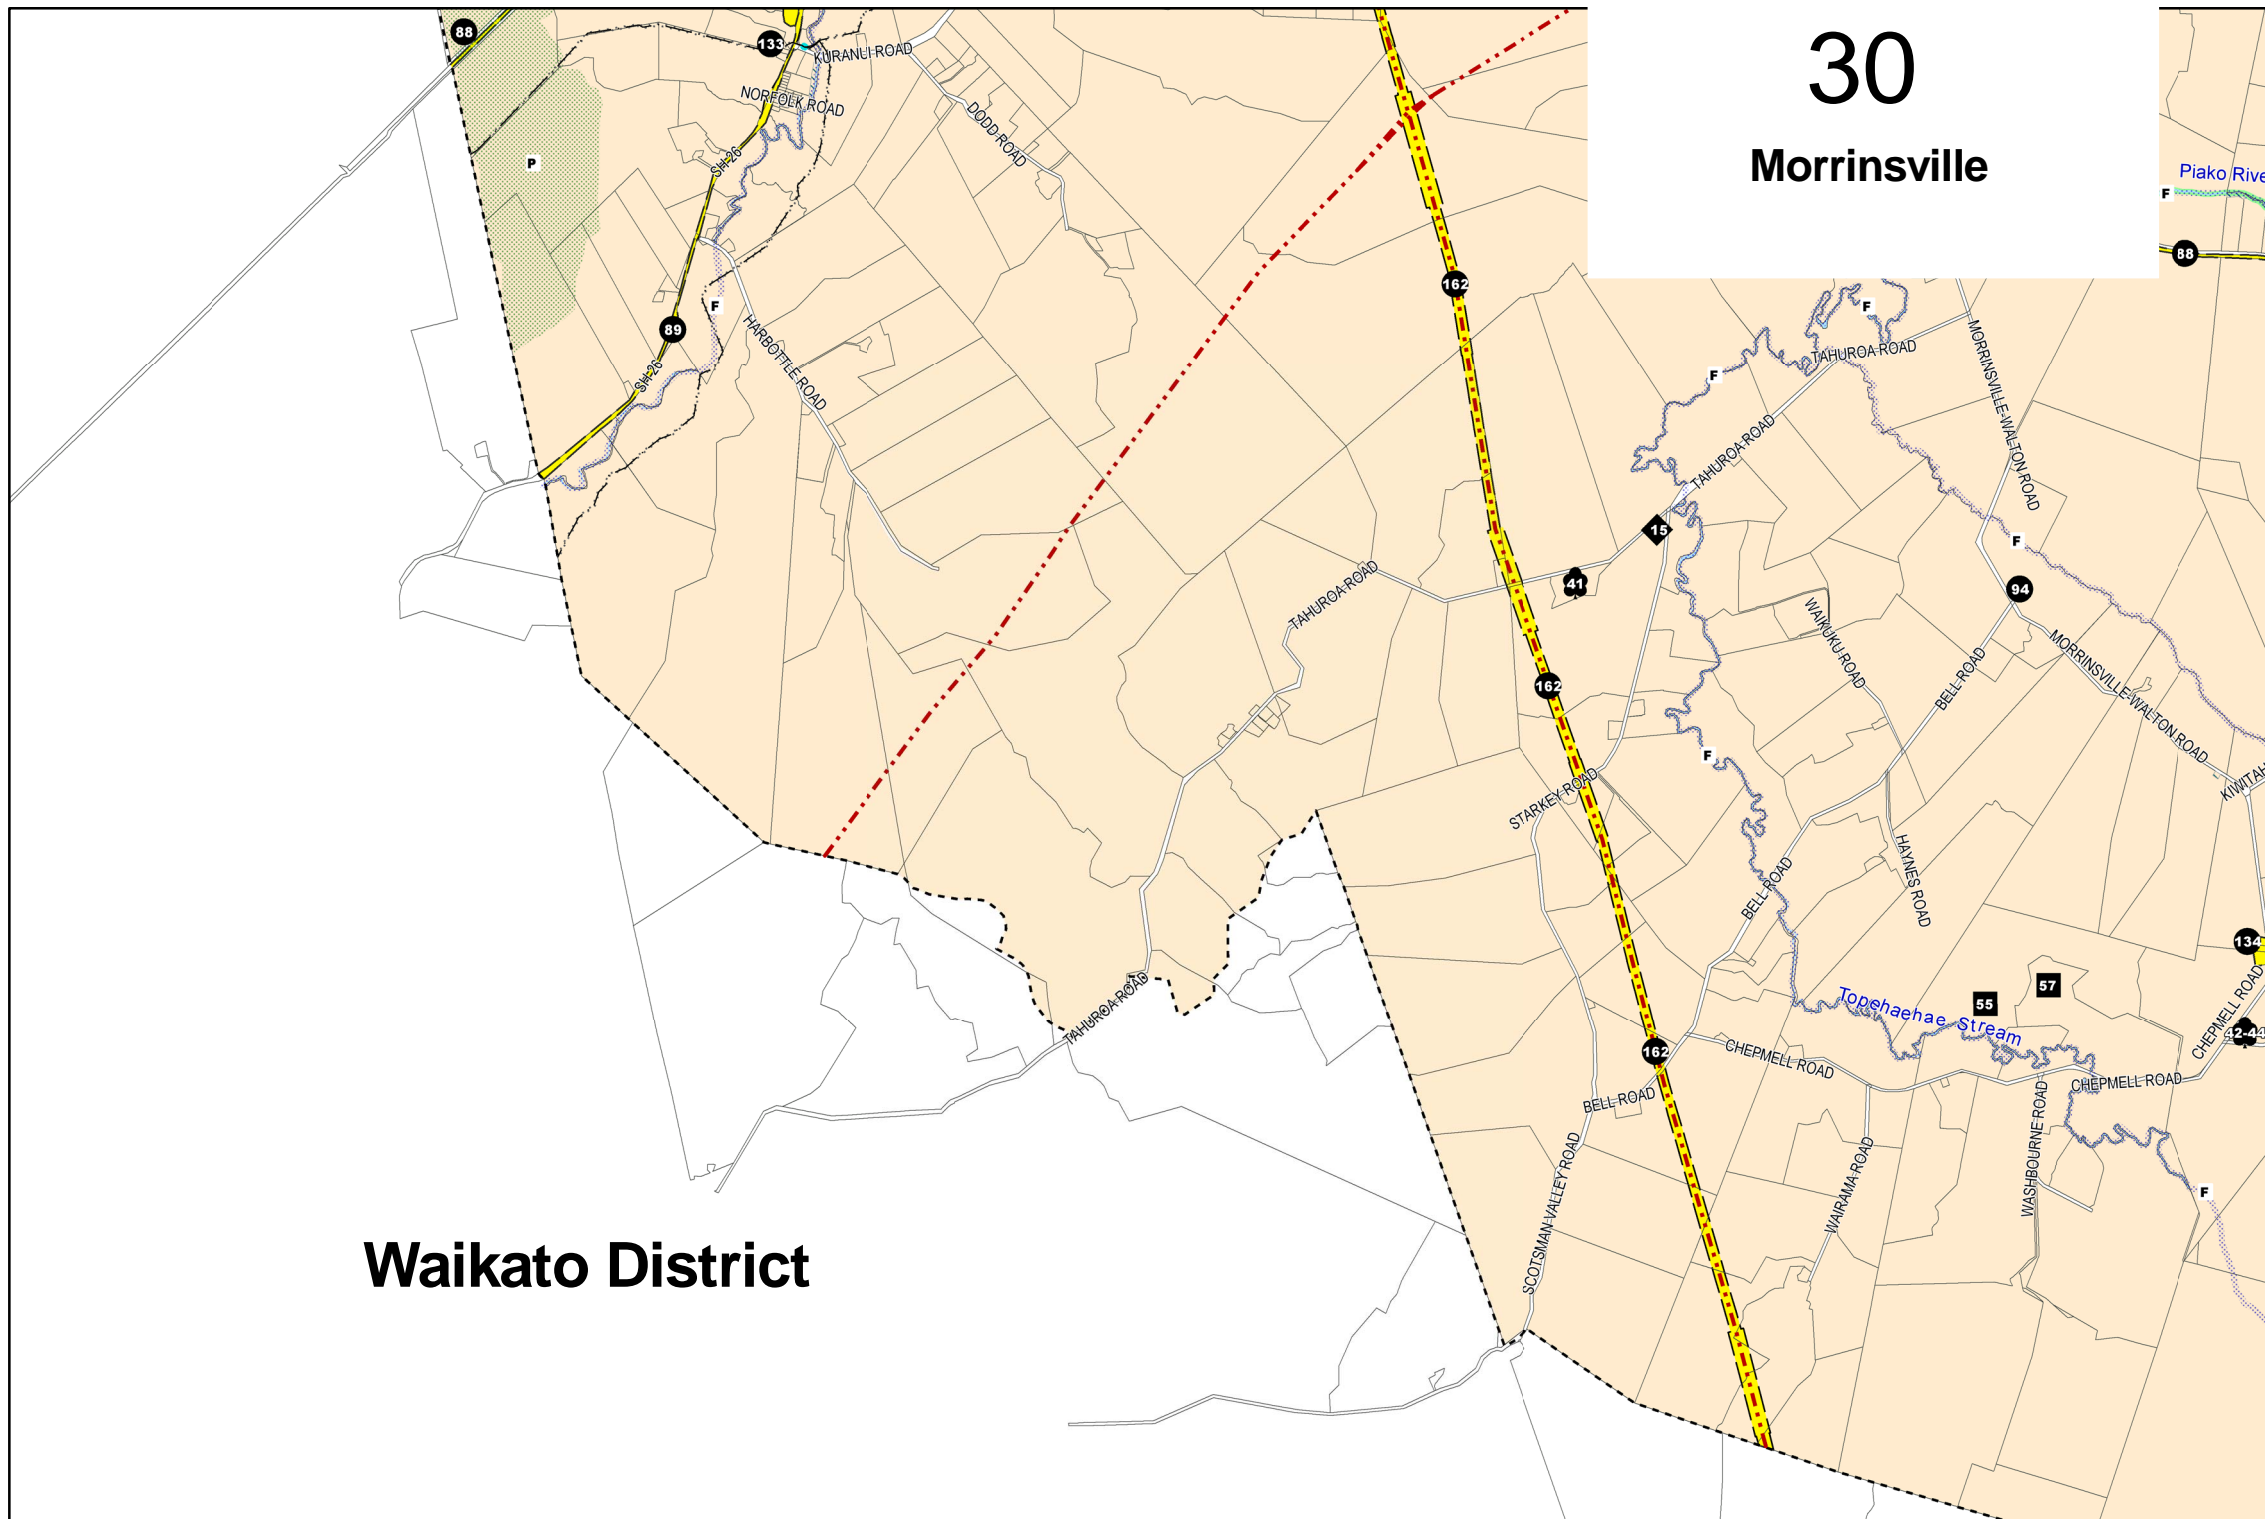 30
Morrinsville
88
133
KURANUI ROAD
NORFOLK ROAD
DODD ROAD
P
SH-26
Piako Rive
F
88
162
F
F
89
HARBOTTLE ROAD
SH-26
TAHUROA ROAD
MORRINSVILLE-WALTON ROAD
F
TAHUROA ROAD
15
F
TAHUROA ROAD
41
94
WAIKUKU ROAD
BELL ROAD
MORRINSVILLE-WALTON ROAD
162
F
STARKEY ROAD
KIWITAH
HAYNES ROAD
BELL ROAD
134
TAHUROA ROAD
57
55
Topehaehae Stream
CHEPMELL ROAD
42-44
162
CHEPMELL ROAD
CHEPMELL ROAD
BELL ROAD
WASHBOURNE ROAD
SCOTSMAN VALLEY ROAD
WAIRAMA ROAD
F
Waikato District